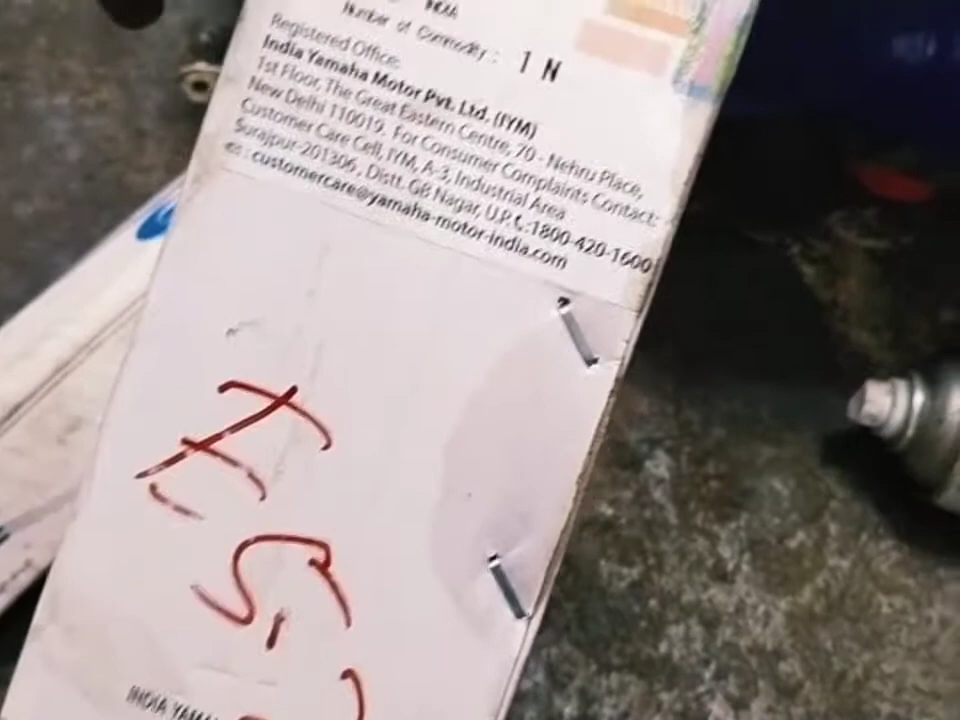 INDIA
Number of Commodity : 1 N
Registered Office:
India Yamaha Motor Pvt. Ltd. (IYM)
1st Floor, The Great Eastern Centre, 70 - Nehru Place,
New Delhi 110019. For Consumer Complaints Contact:
Customer Care Cell, IYM, A-3, Industrial Area
Surajpur-201306, Distt. GB Nagar, U.P. :1800-420-1600
: customercare@yamaha-motor-india.com
INDIA